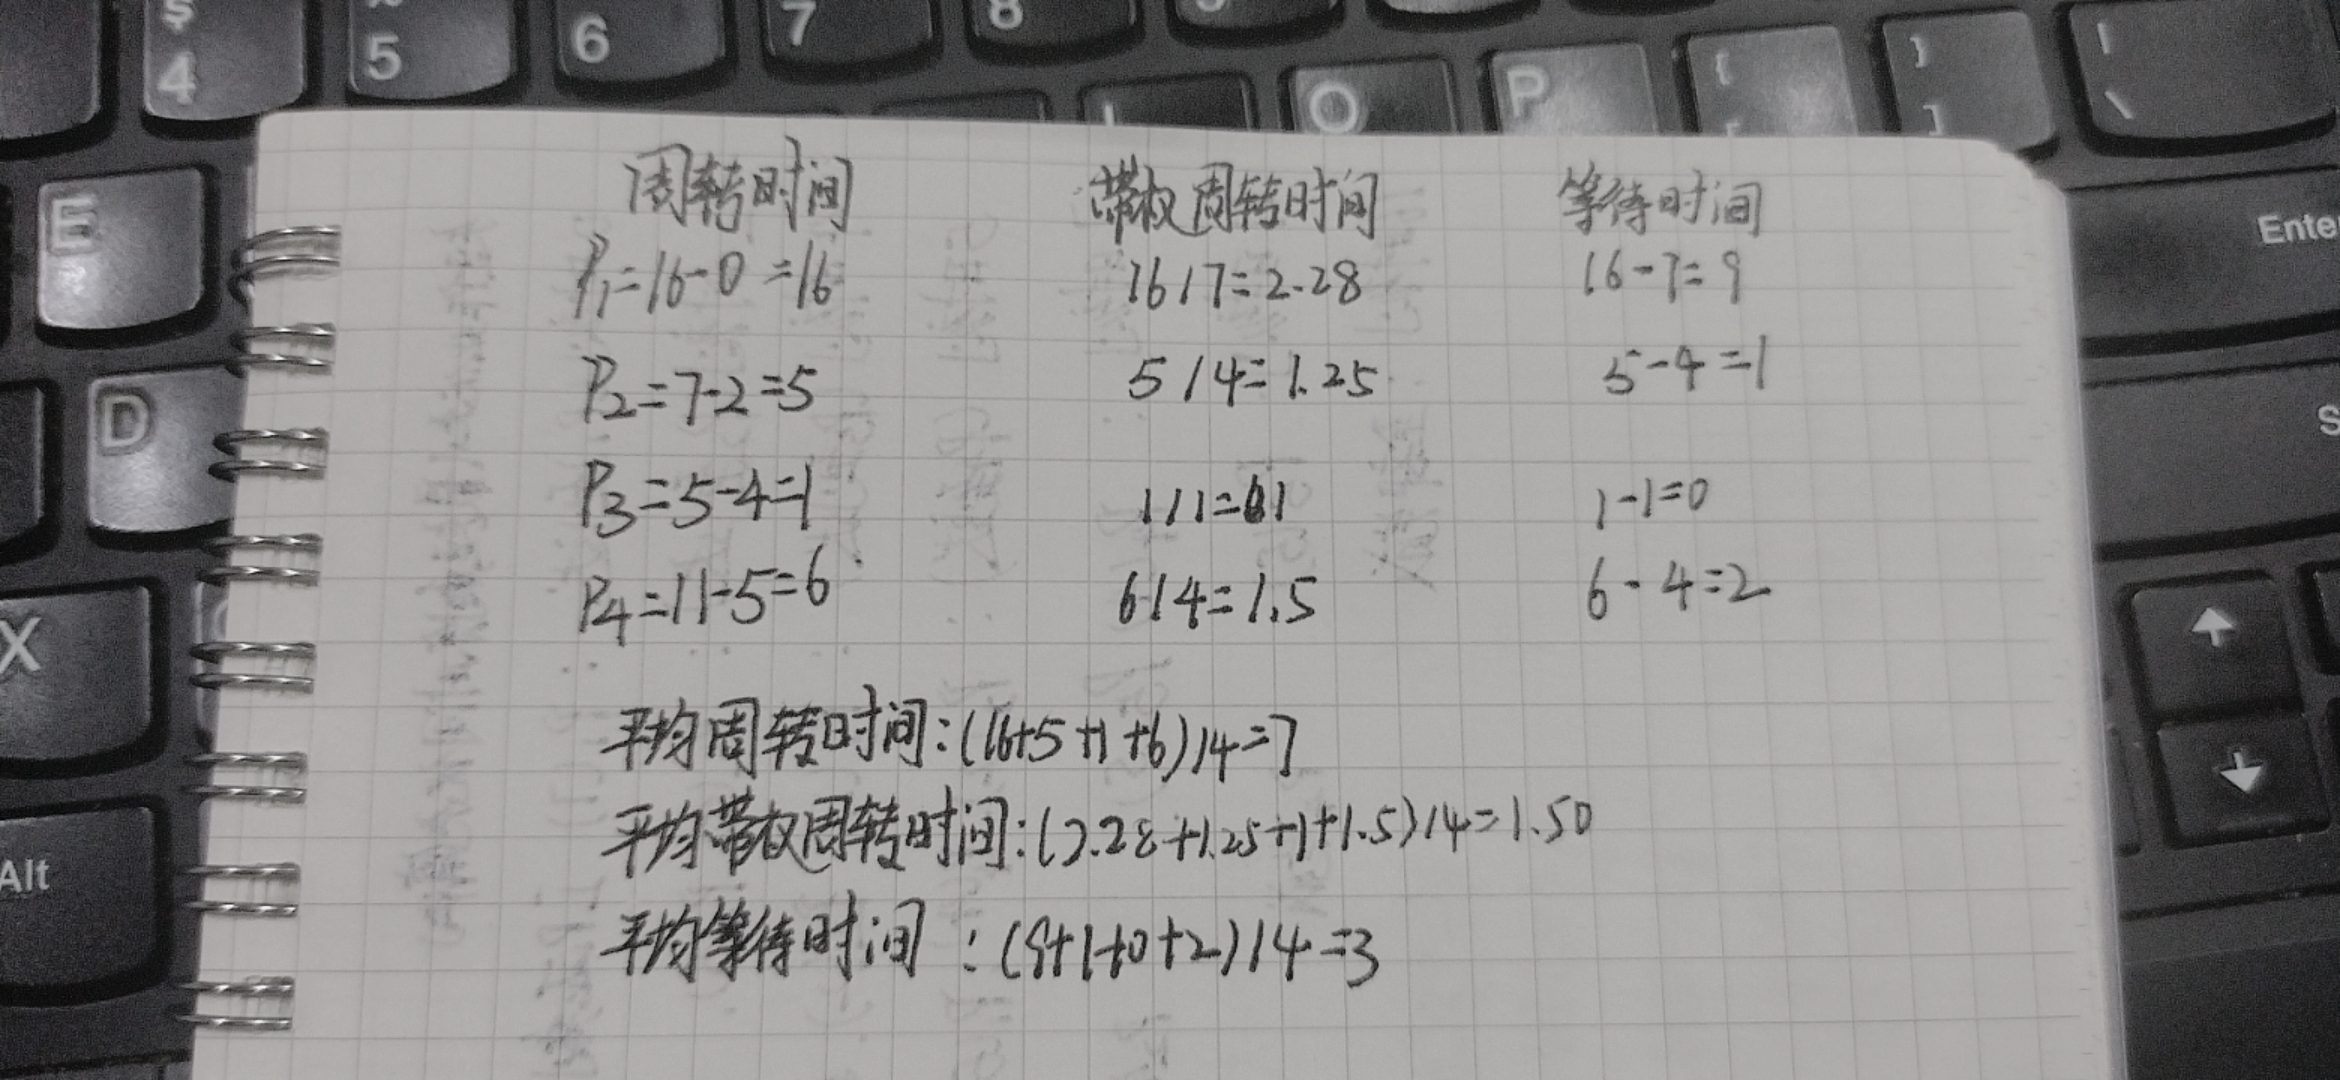 $
4
5
6
7
8
O
P
{
}
]
|
\
E
Enter
D
S
X
Alt
周转时间 带权周转时间 等待时间
P1=16-0=16 16/7=2.28 16-7=9
P2=7-2=5 5/4=1.25 5-4=1
P3=5-4=1 1/1=1 1-1=0
P4=11-5=6 6/4=1.5 6-4=2
平均周转时间:(16+5+1+6)/4=7
平均带权周转时间:(2.28+1.25+1+1.5)/4=1.50
平均等待时间:(9+1+0+2)/4=3